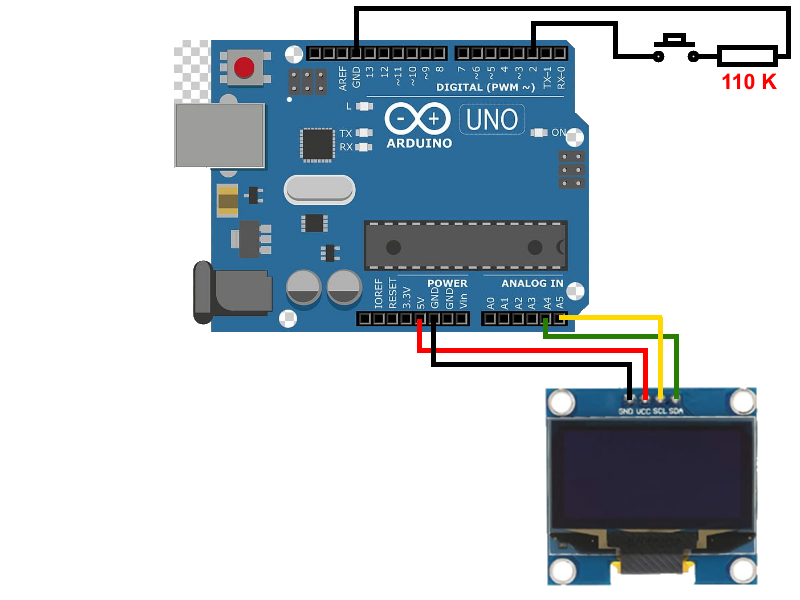 110 K
AREF
GND
13
12
~11
~10
~9
8
7
~6
~5
4
~3
2
TX→1
RX←0
DIGITAL (PWM ~)
L
TX
RX
ARDUINO
UNO
ON
POWER
ANALOG IN
IOREF
RESET
3.3V
5V
GND
GND
Vin
A0
A1
A2
A3
A4
A5
GND VCC SCL SDA